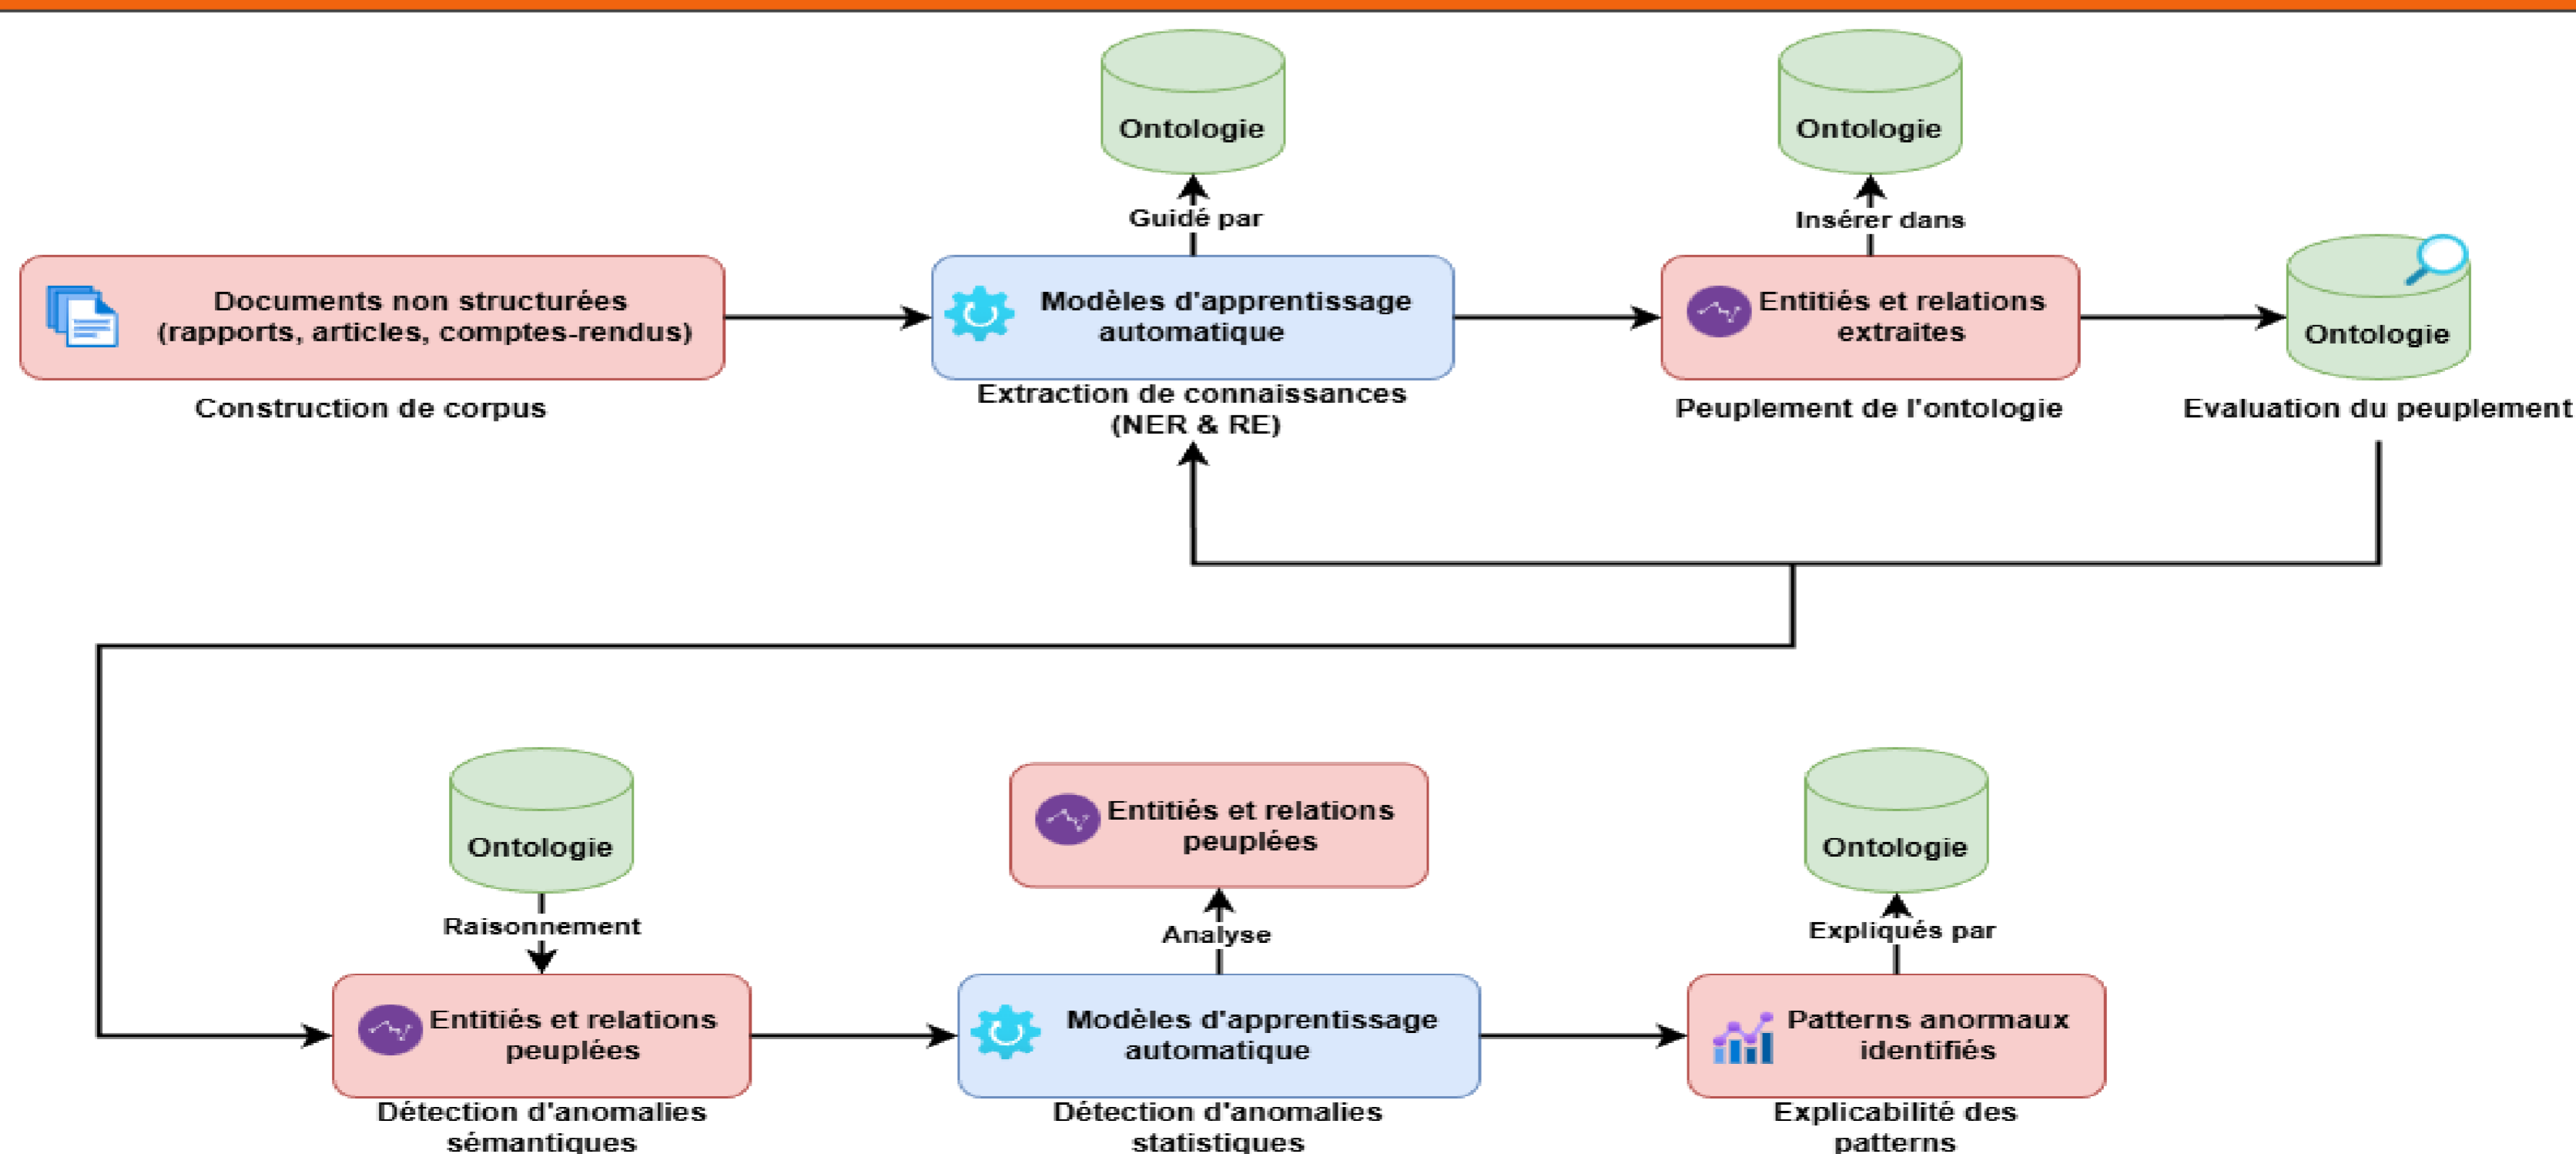 Ontologie
Ontologie
Guidé par
Insérer dans
Documents non structurées
(rapports, articles, comptes-rendus)
Modèles d'apprentissage
automatique
Entitiés et relations
extraites
Ontologie
Construction de corpus
Extraction de connaissances
(NER & RE)
Peuplement de l'ontologie
Evaluation du peuplement
Ontologie
Entitiés et relations
peuplées
Ontologie
Raisonnement
Analyse
Expliqués par
Entitiés et relations
peuplées
Modèles d'apprentissage
automatique
Patterns anormaux
identifiés
Détection d'anomalies
sémantiques
Détection d'anomalies
statistiques
Explicabilité des
patterns